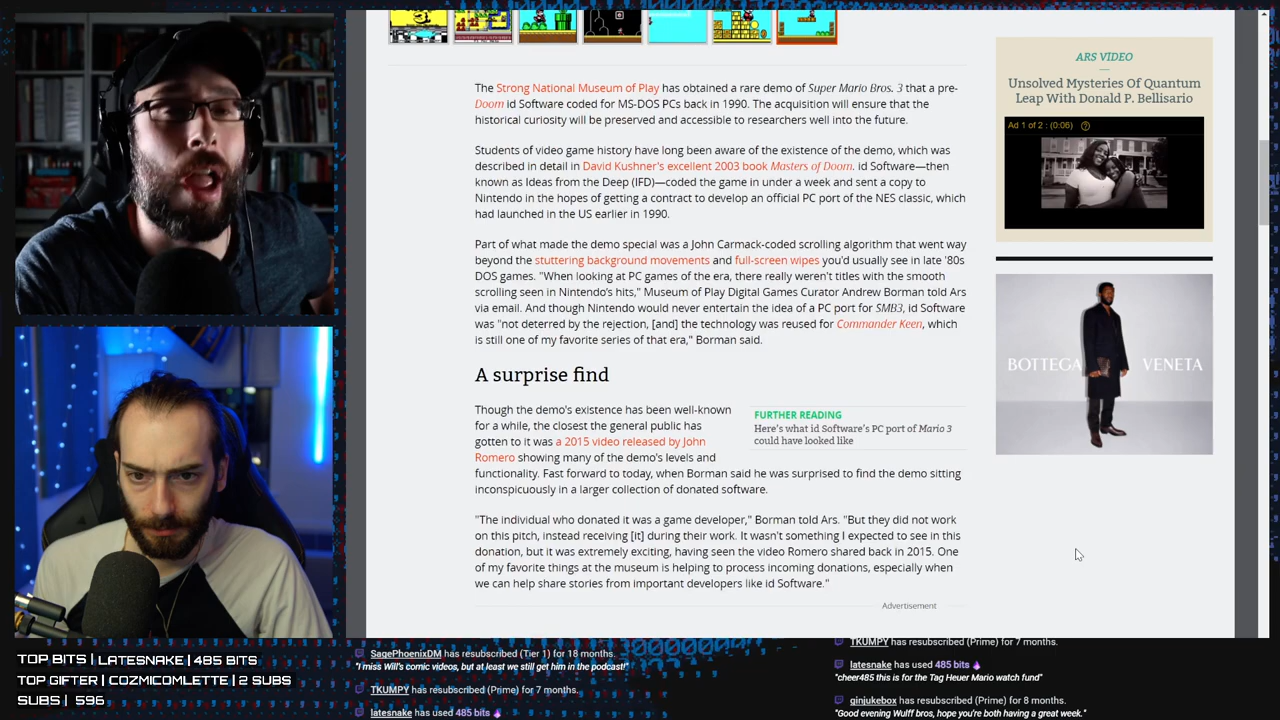 The Strong National Museum of Play has obtained a rare demo of Super Mario Bros. 3 that a pre-
Doom id Software coded for MS-DOS PCs back in 1990. The acquisition will ensure that the
historical curiosity will be preserved and accessible to researchers well into the future.
Students of video game history have long been aware of the existence of the demo, which was
described in detail in David Kushner's excellent 2003 book Masters of Doom. id Software—then
known as Ideas from the Deep (IFD)—coded the game in under a week and sent a copy to
Nintendo in the hopes of getting a contract to develop an official PC port of the NES classic, which
had launched in the US earlier in 1990.
Part of what made the demo special was a John Carmack-coded scrolling algorithm that went way
beyond the stuttering background movements and full-screen wipes you'd usually see in late '80s
DOS games. "When looking at PC games of the era, there really weren't titles with the smooth
scrolling seen in Nintendo's hits," Museum of Play Digital Games Curator Andrew Borman told Ars
via email. And though Nintendo would never entertain the idea of a PC port for SMB3, id Software
was "not deterred by the rejection, [and] the technology was reused for Commander Keen, which
is still one of my favorite series of that era," Borman said.
A surprise find
Though the demo's existence has been well-known
for a while, the closest the general public has
gotten to it was a 2015 video released by John
Romero showing many of the demo's levels and
functionality. Fast forward to today, when Borman said he was surprised to find the demo sitting
inconspicuously in a larger collection of donated software.
FURTHER READING
Here's what id Software's PC port of Mario 3
could have looked like
"The individual who donated it was a game developer," Borman told Ars. "But they did not work
on this pitch, instead receiving [it] during their work. It wasn't something I expected to see in this
donation, but it was extremely exciting, having seen the video Romero shared back in 2015. One
of my favorite things at the museum is helping to process incoming donations, especially when
we can help share stories from important developers like id Software."
Advertisement
ARS VIDEO
Unsolved Mysteries Of Quantum
Leap With Donald P. Bellisario
Ad 1 of 2 : (0:06)
BOTTEGA VENETA
TOP BITS | LATESNAKE | 485 BITS
TOP GIFTER | COZMICOMLETTE | 2 SUBS
SUBS | 596
SagePhoenixDM has resubscribed (Tier 1) for 18 months.
"I miss Will's comic videos, but at least we still get him in the podcast!"
TKUMPY has resubscribed (Prime) for 7 months.
latesnake has used 485 bits
TKUMPY has resubscribed (Prime) for 7 months.
latesnake has used 485 bits
"cheer485 this is for the Tag Heuer Mario watch fund"
ginjukebox has resubscribed (Prime) for 8 months.
"Good evening Wuff bros, hope you're both having a great week."